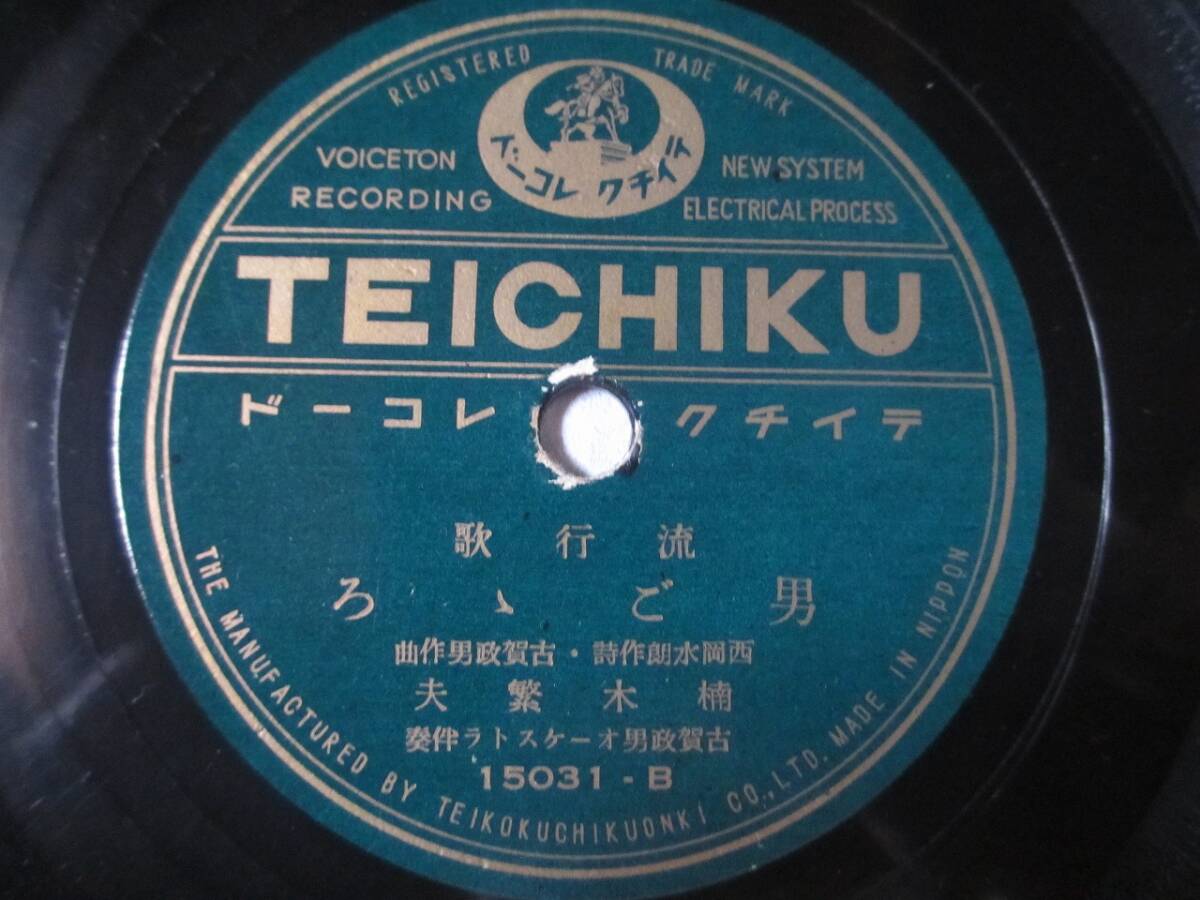 REGISTERED TRADE MARK
テイチクレコード
VOICETON RECORDING
NEW SYSTEM ELECTRICAL PROCESS
TEICHIKU
テイチクレコード
流行歌
男ごゝろ
西岡水朗作詩・古賀政男作曲
楠木繁夫
古賀政男オーケストラ伴奏
15031-B
THE MANUFACTURED BY TEIKOKUCHIKUONKI CO.,LTD. MADE IN NIPPON